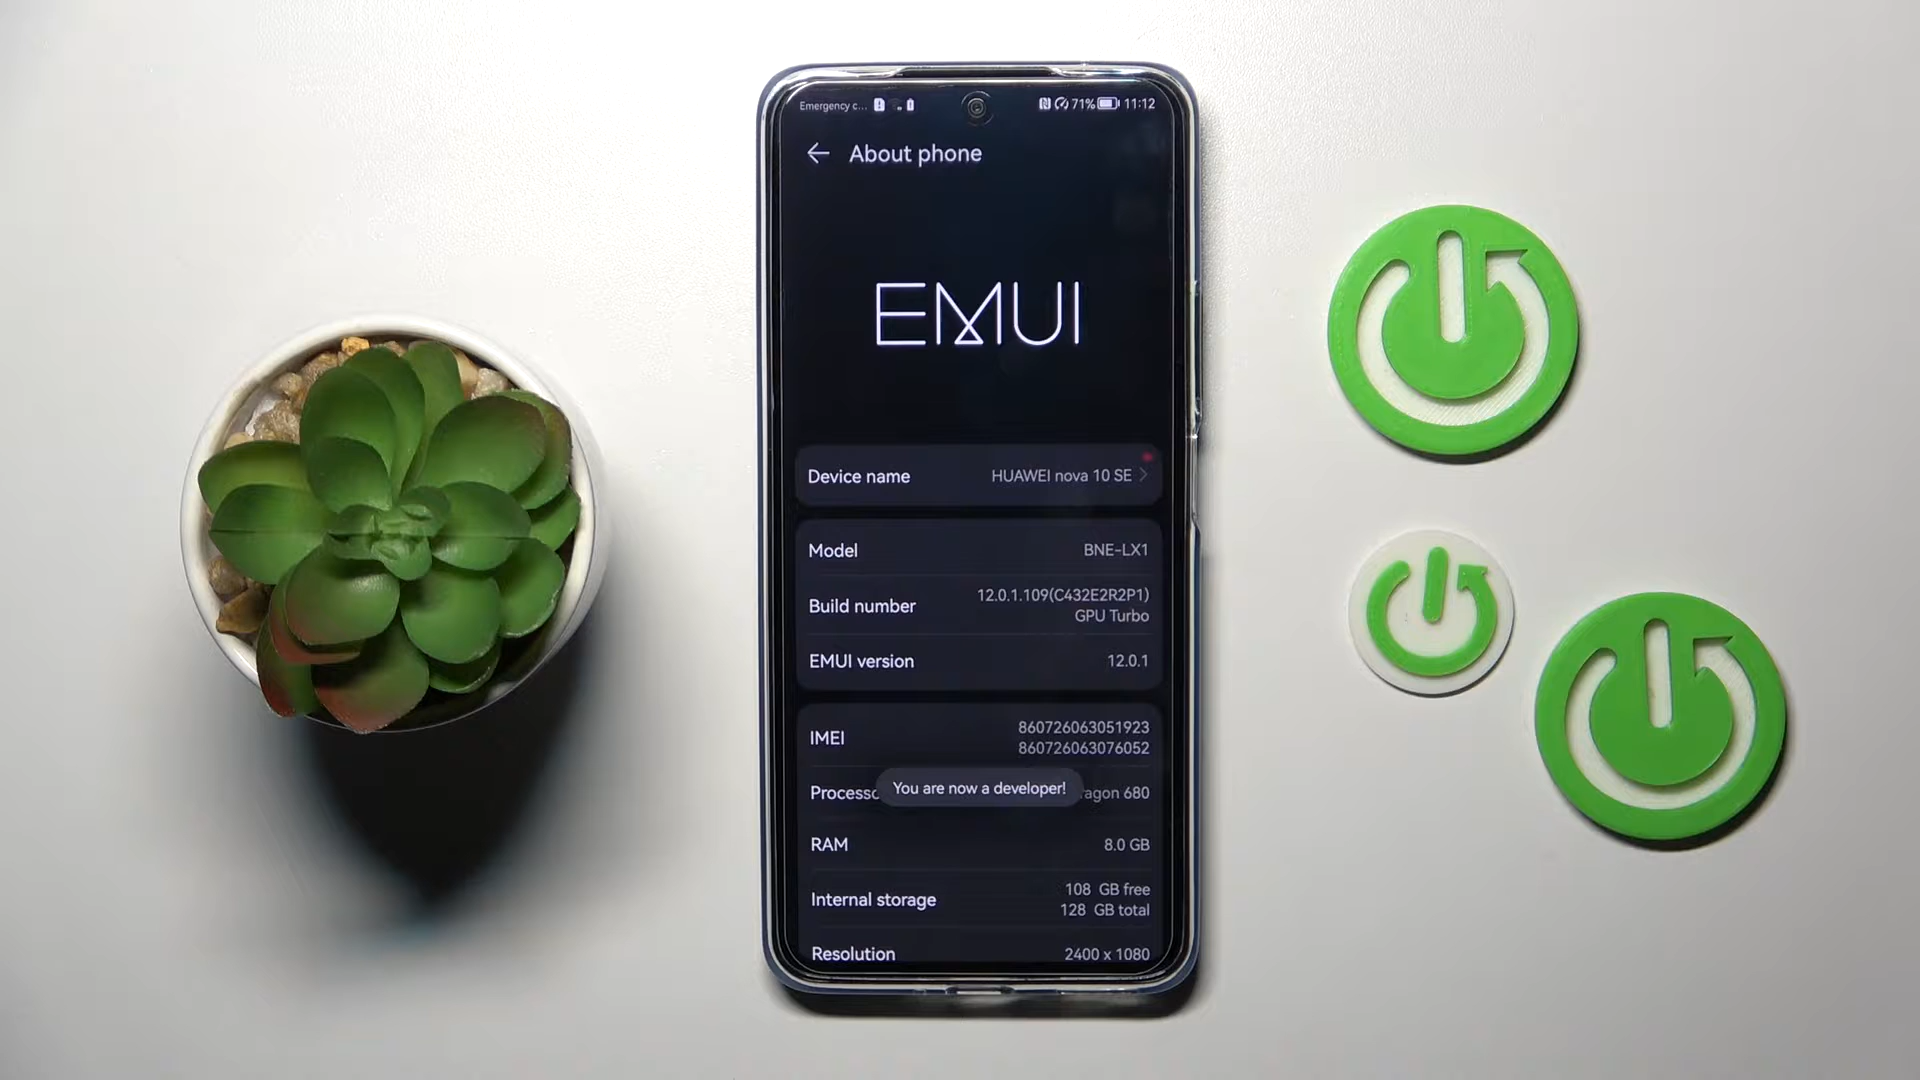 Emergency c... 71% 11:12
About phone
EMUI
Device name HUAWEI nova 10 SE
Model BNE-LX1
Build number 12.0.1.109(C432E2R2P1)
GPU Turbo
EMUI version 12.0.1
IMEI 860726063051923
860726063076052
Processo agon 680
You are now a developer!
RAM 8.0 GB
Internal storage 108 GB free
128 GB total
Resolution 2400 x 1080